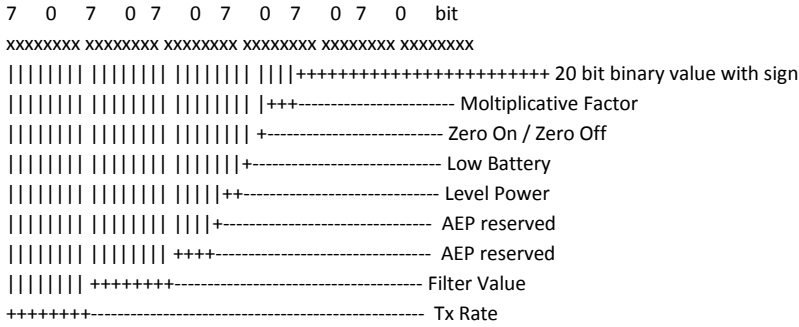 7 0 7 0 7 0 7 0 7 0 7 0 bit
xxxxxxxx xxxxxxxx xxxxxxxx xxxxxxxx xxxxxxxx xxxxxxxx
|||||||| |||||||| |||||||| ||||++++++++++++++++++++++++ 20 bit binary value with sign
|||||||| |||||||| |||||||| |+++------------------------ Moltiplicative Factor
|||||||| |||||||| |||||||| +--------------------------- Zero On / Zero Off
|||||||| |||||||| |||||||+----------------------------- Low Battery
|||||||| |||||||| |||||++------------------------------ Level Power
|||||||| |||||||| ||||+-------------------------------- AEP reserved
|||||||| |||||||| ++++--------------------------------- AEP reserved
|||||||| ++++++++-------------------------------------- Filter Value
++++++++--------------------------------------------------- Tx Rate